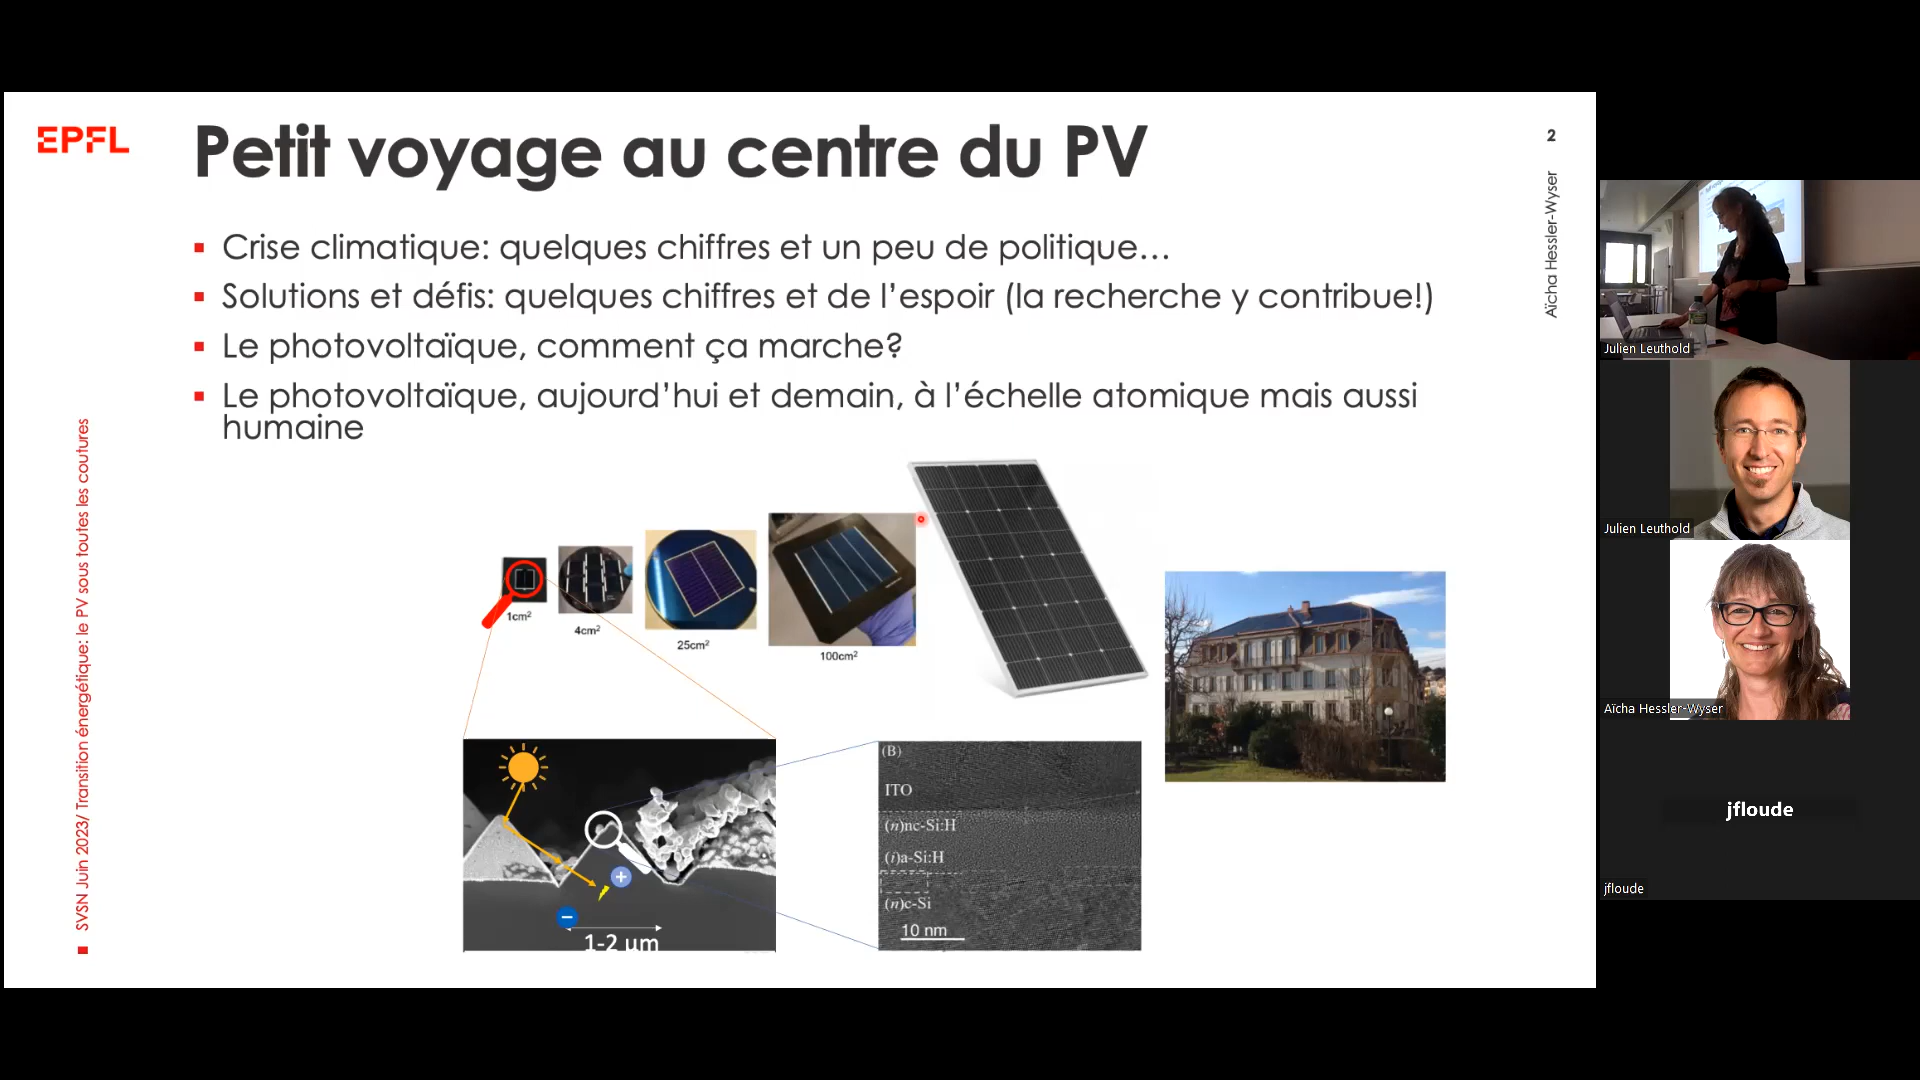 EPFL
Petit voyage au centre du PV
2
Aïcha Hessler-Wyser
▪ Crise climatique: quelques chiffres et un peu de politique…
▪ Solutions et défis: quelques chiffres et de l’espoir (la recherche y contribue!)
▪ Le photovoltaïque, comment ça marche?
▪ Le photovoltaïque, aujourd’hui et demain, à l’échelle atomique mais aussi
humaine
SVSN Juin 2023/ Transition énergétique: le PV sous toutes les coutures
1cm²
4cm²
25cm²
100cm²
+
−
1-2 µm
(B)
ITO
(n)nc-Si:H
(i)a-Si:H
(n)c-Si
10 nm
Julien Leuthold
Julien Leuthold
Aïcha Hessler-Wyser
jfloude
jfloude